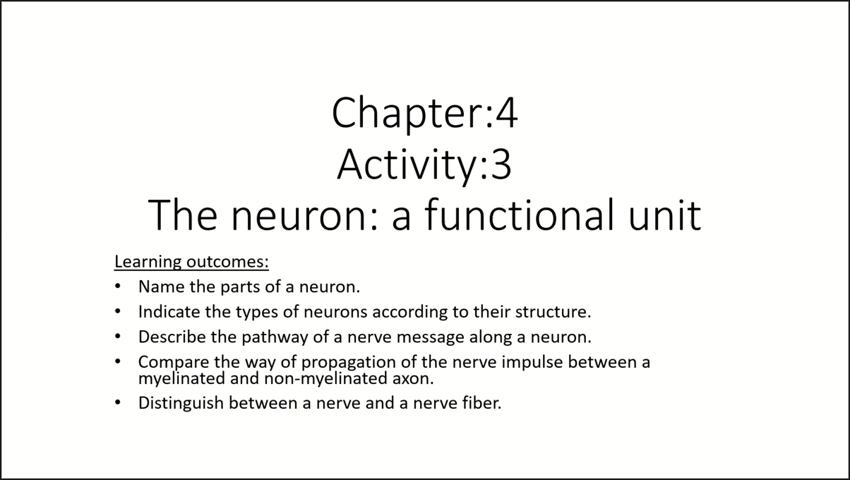 Chapter:4
Activity:3
The neuron: a functional unit
Learning outcomes:
• Name the parts of a neuron.
• Indicate the types of neurons according to their structure.
• Describe the pathway of a nerve message along a neuron.
• Compare the way of propagation of the nerve impulse between a
myelinated and non-myelinated axon.
• Distinguish between a nerve and a nerve fiber.